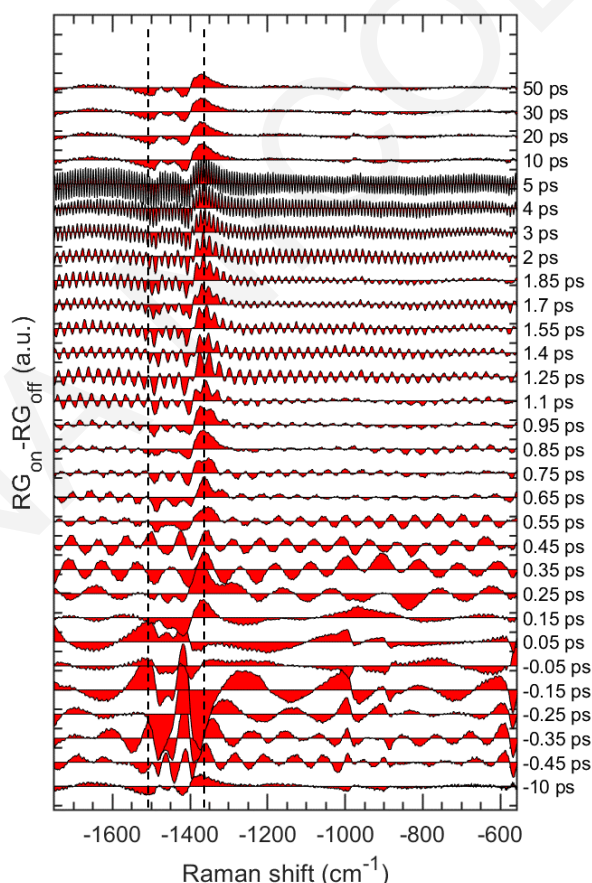 50 ps
30 ps
20 ps
10 ps
5 ps
4 ps
3 ps
2 ps
1.85 ps
1.7 ps
1.55 ps
1.4 ps
1.25 ps
1.1 ps
0.95 ps
0.85 ps
0.75 ps
0.65 ps
0.55 ps
0.45 ps
0.35 ps
0.25 ps
0.15 ps
0.05 ps
-0.05 ps
-0.15 ps
-0.25 ps
-0.35 ps
-0.45 ps
-10 ps
RGon-RGoff (a.u.)
-1600 -1400 -1200 -1000 -800 -600
Raman shift (cm-1)